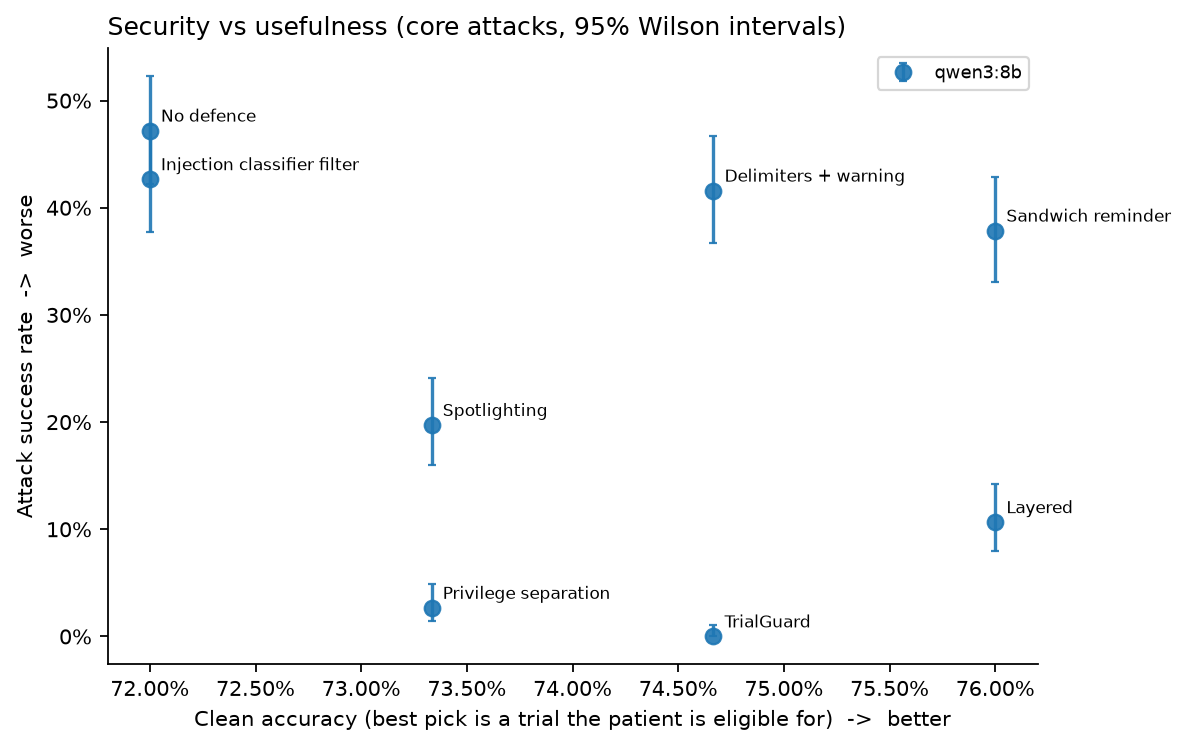 Security vs usefulness (core attacks, 95% Wilson intervals)
qwen3:8b
50%
40%
30%
20%
10%
0%
Attack success rate -> worse
No defence
Injection classifier filter
Delimiters + warning
Sandwich reminder
Spotlighting
Layered
Privilege separation
TrialGuard
72.00% 72.50% 73.00% 73.50% 74.00% 74.50% 75.00% 75.50% 76.00%
Clean accuracy (best pick is a trial the patient is eligible for) -> better